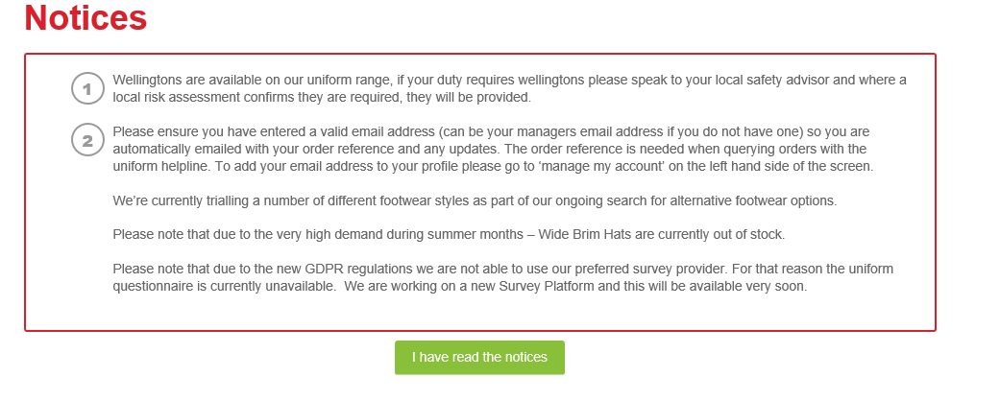 Notices
1
Wellingtons are available on our uniform range, if your duty requires wellingtons please speak to your local safety advisor and where a
local risk assessment confirms they are required, they will be provided.
2
Please ensure you have entered a valid email address (can be your managers email address if you do not have one) so you are
automatically emailed with your order reference and any updates. The order reference is needed when querying orders with the
uniform helpline. To add your email address to your profile please go to ‘manage my account’ on the left hand side of the screen.
We’re currently trialling a number of different footwear styles as part of our ongoing search for alternative footwear options.
Please note that due to the very high demand during summer months – Wide Brim Hats are currently out of stock.
Please note that due to the new GDPR regulations we are not able to use our preferred survey provider. For that reason the uniform
questionnaire is currently unavailable.  We are working on a new Survey Platform and this will be available very soon.
I have read the notices